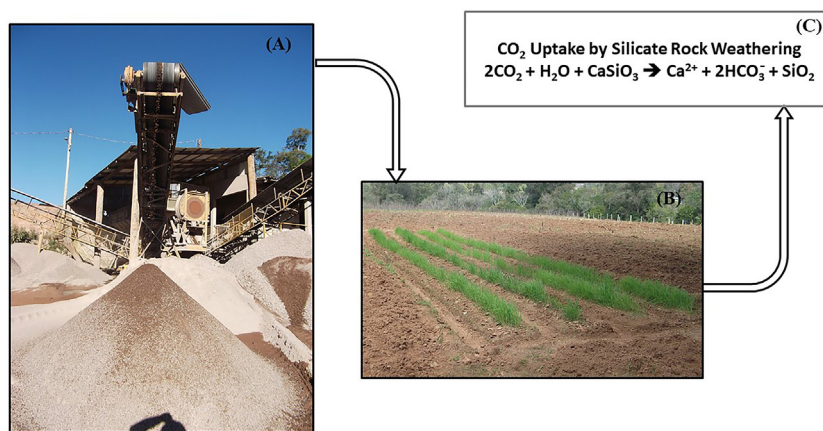 (A)
(C)
CO₂ Uptake by Silicate Rock Weathering
2CO₂ + H₂O + CaSiO₃ ➔ Ca²⁺ + 2HCO₃⁻ + SiO₂
(B)